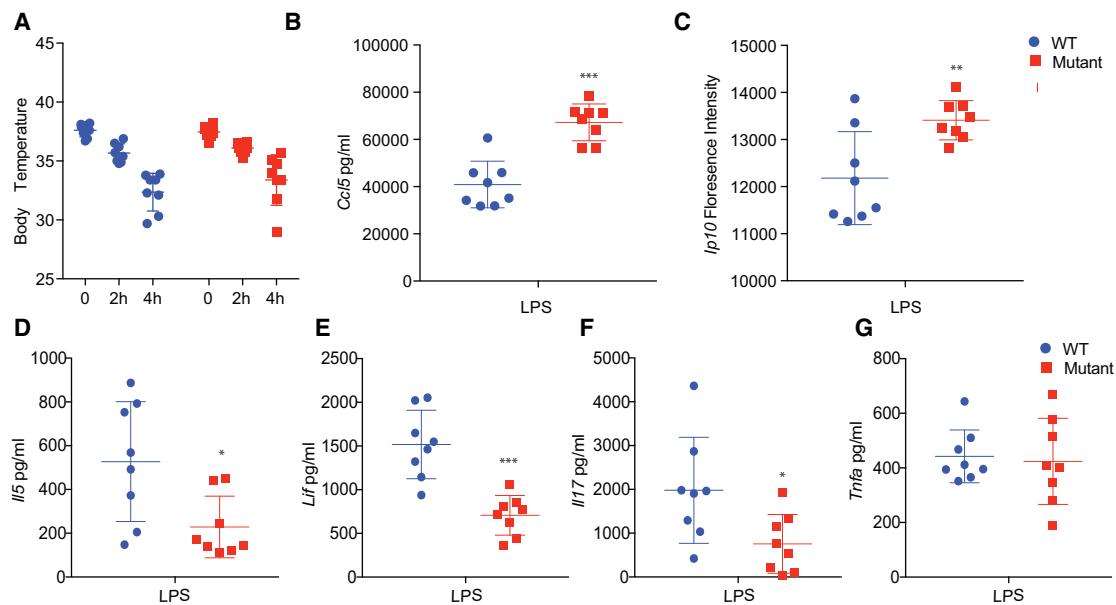 A
45
40
35
30
25
Body Temperature
0 2h 4h 0 2h 4h
B
100000
80000
60000
40000
20000
0
Ccl5 pg/ml
***
LPS
C
15000
14000
13000
12000
11000
10000
Ip10 Floresence Intensity
**
LPS
WT
Mutant
D
1000
800
600
400
200
0
Il5 pg/ml
*
LPS
E
2500
2000
1500
1000
500
0
Lif pg/ml
***
LPS
F
5000
4000
3000
2000
1000
0
Il17 pg/ml
*
LPS
G
800
600
400
200
0
Tnfa pg/ml
LPS
WT
Mutant